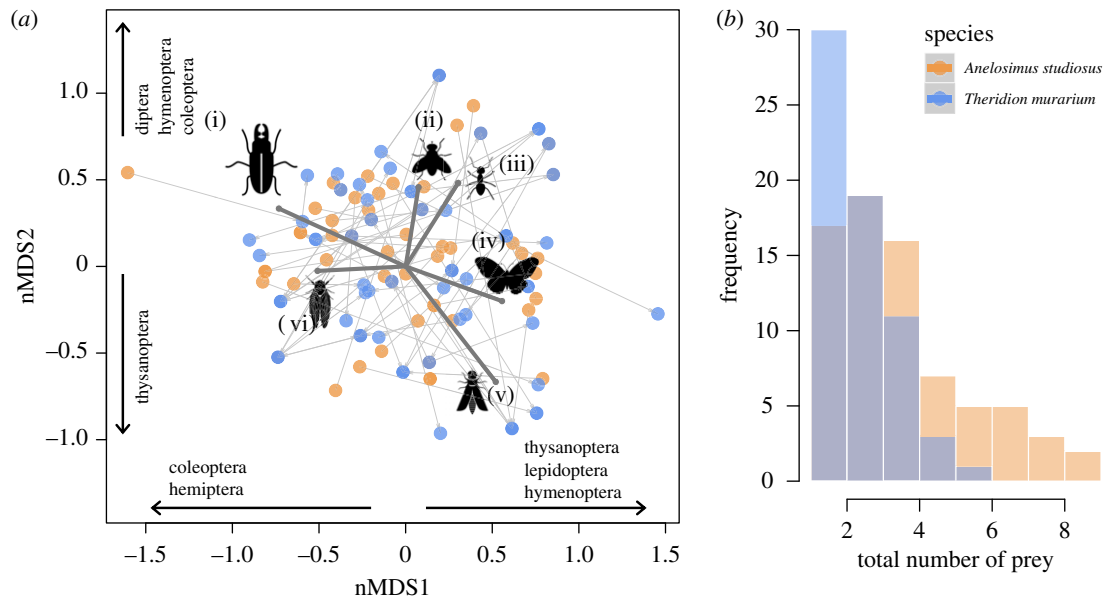 (a)
diptera
hymenoptera
coleoptera
thysanoptera
(i)
(ii)
(iii)
(iv)
(v)
( vi)
coleoptera
hemiptera
thysanoptera
lepidoptera
hymenoptera
1.0
0.5
0
–0.5
–1.0
nMDS2
–1.5 –1.0 –0.5 0 0.5 1.0 1.5
nMDS1
(b)
species
Anelosimus studiosus
Theridion murarium
30
25
20
15
10
5
0
frequency
2 4 6 8
total number of prey